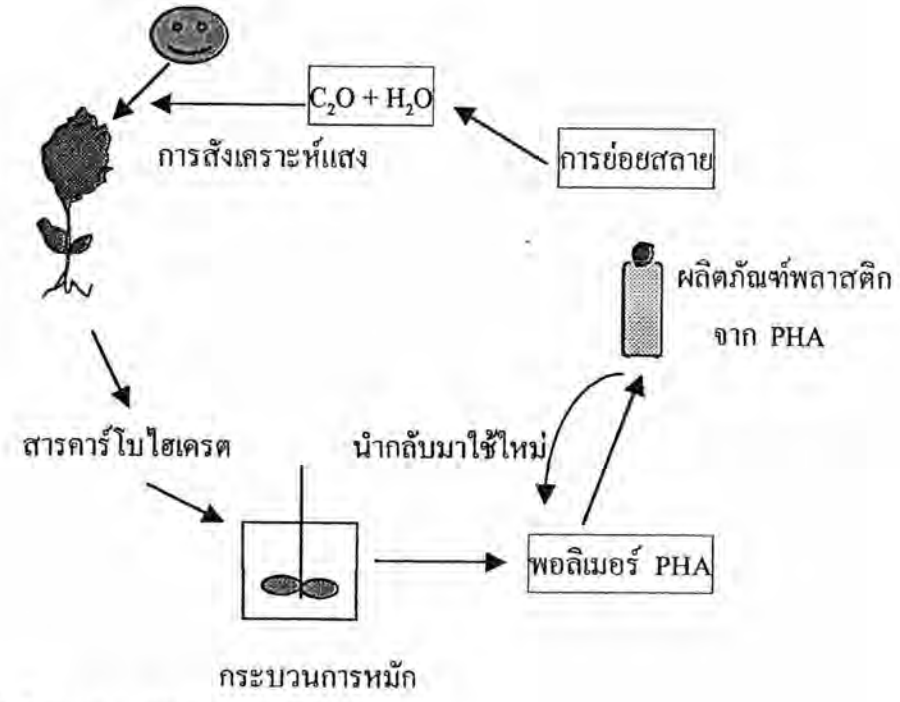 C₂O + H₂O
การสังเคราะห์แสง
การย่อยสลาย
ผลิตภัณฑ์พลาสติก
จาก PHA
สารคาร์โบไฮเครต
นำกลับมาใช้ใหม่
พอลิเมอร์ PHA
กระบวนการหมัก